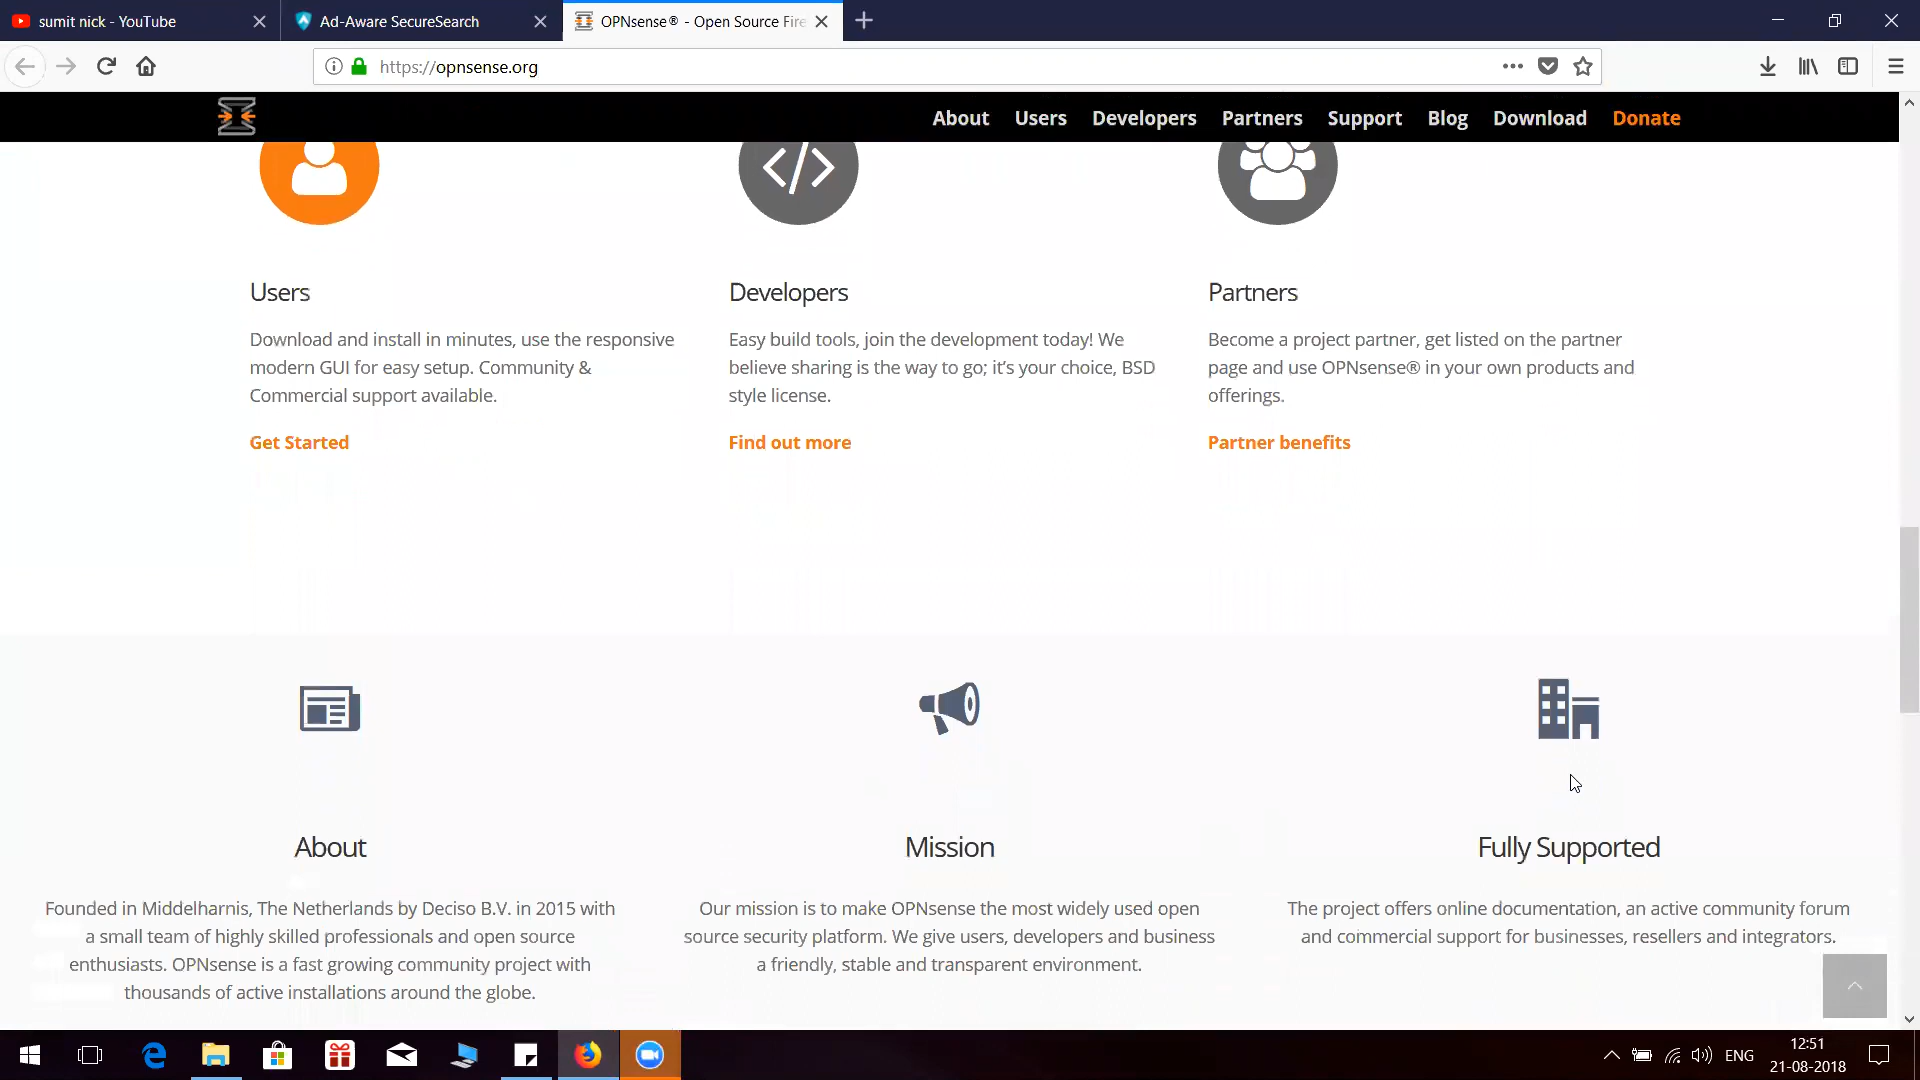 sumit nick - YouTube
Ad-Aware SecureSearch
OPNsense® - Open Source Fire
https://opnsense.org
About Users Developers Partners Support Blog Download Donate
Users
Download and install in minutes, use the responsive
modern GUI for easy setup. Community &
Commercial support available.
Get Started
Developers
Easy build tools, join the development today! We
believe sharing is the way to go; it’s your choice, BSD
style license.
Find out more
Partners
Become a project partner, get listed on the partner
page and use OPNsense® in your own products and
offerings.
Partner benefits
About
Founded in Middelharnis, The Netherlands by Deciso B.V. in 2015 with
a small team of highly skilled professionals and open source
enthusiasts. OPNsense is a fast growing community project with
thousands of active installations around the globe.
Mission
Our mission is to make OPNsense the most widely used open
source security platform. We give users, developers and business
a friendly, stable and transparent environment.
Fully Supported
The project offers online documentation, an active community forum
and commercial support for businesses, resellers and integrators.
ENG
12:51
21-08-2018